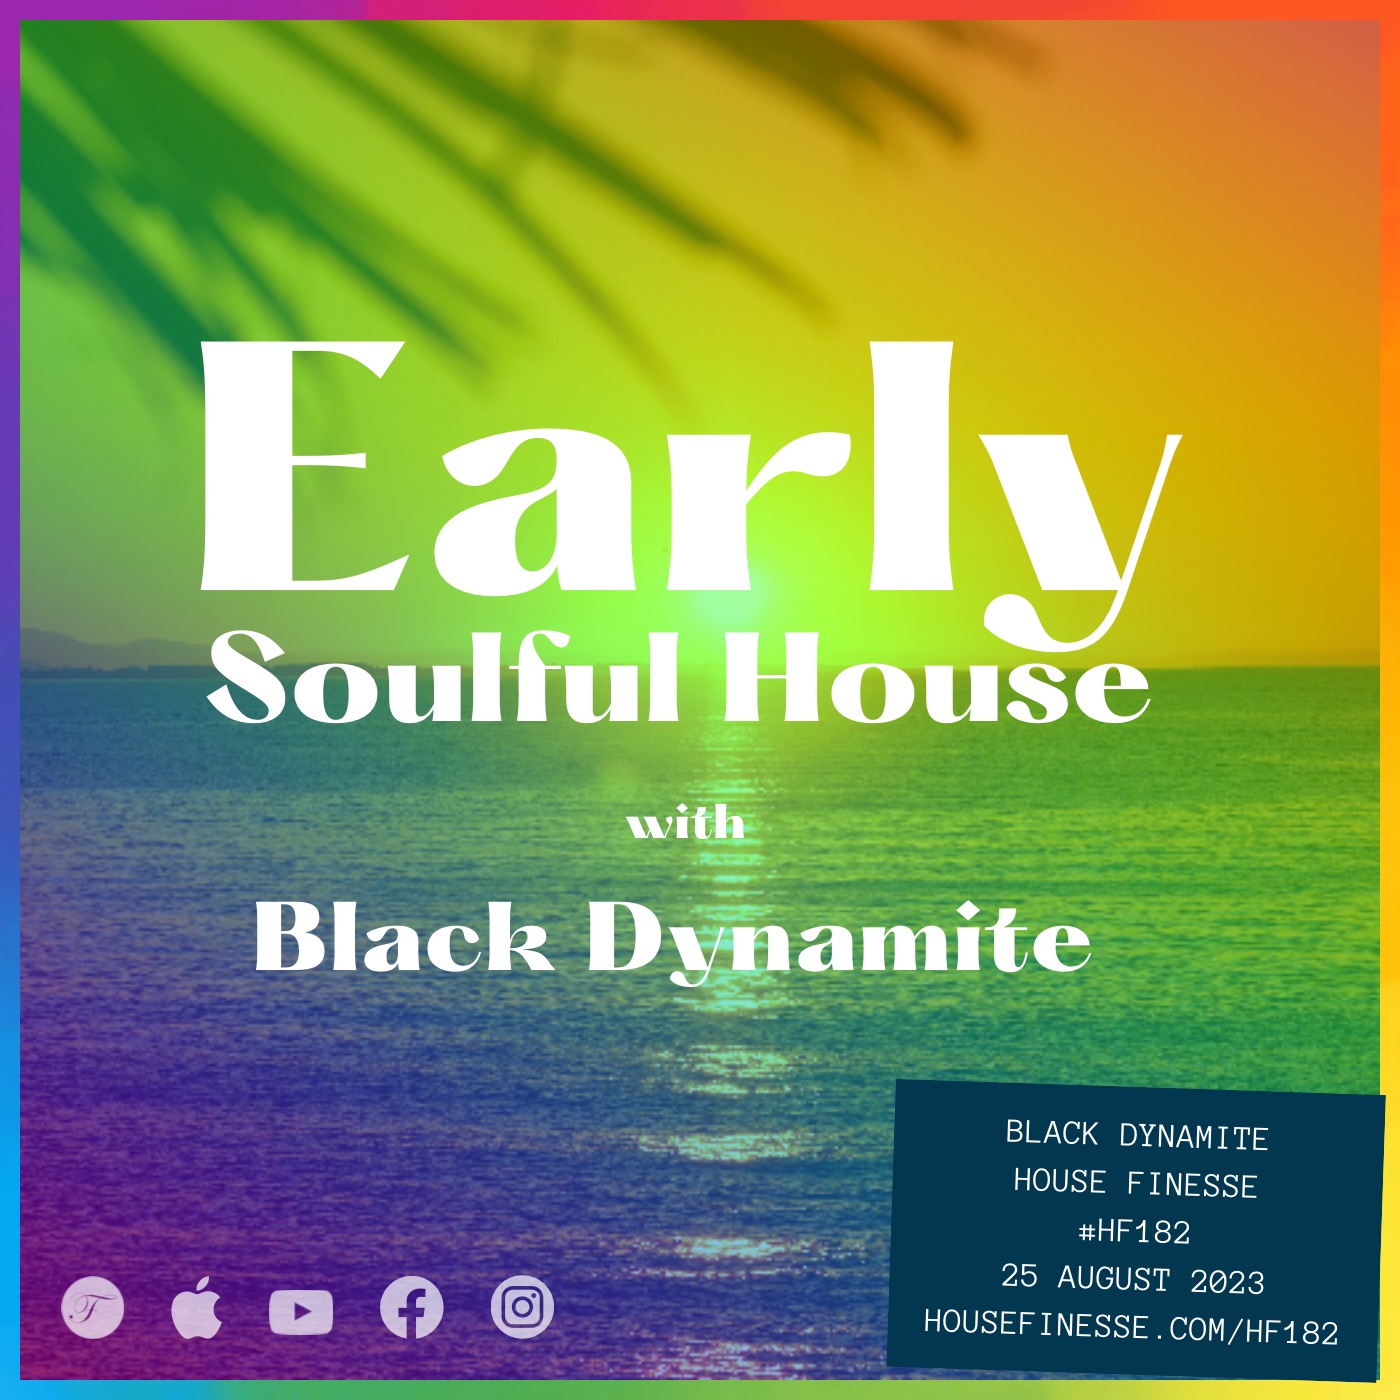 Early
Soulful House
with
Black Dynamite
BLACK DYNAMITE
HOUSE FINESSE
#HF182
25 AUGUST 2023
HOUSEFINESSE.COM/HF182
F